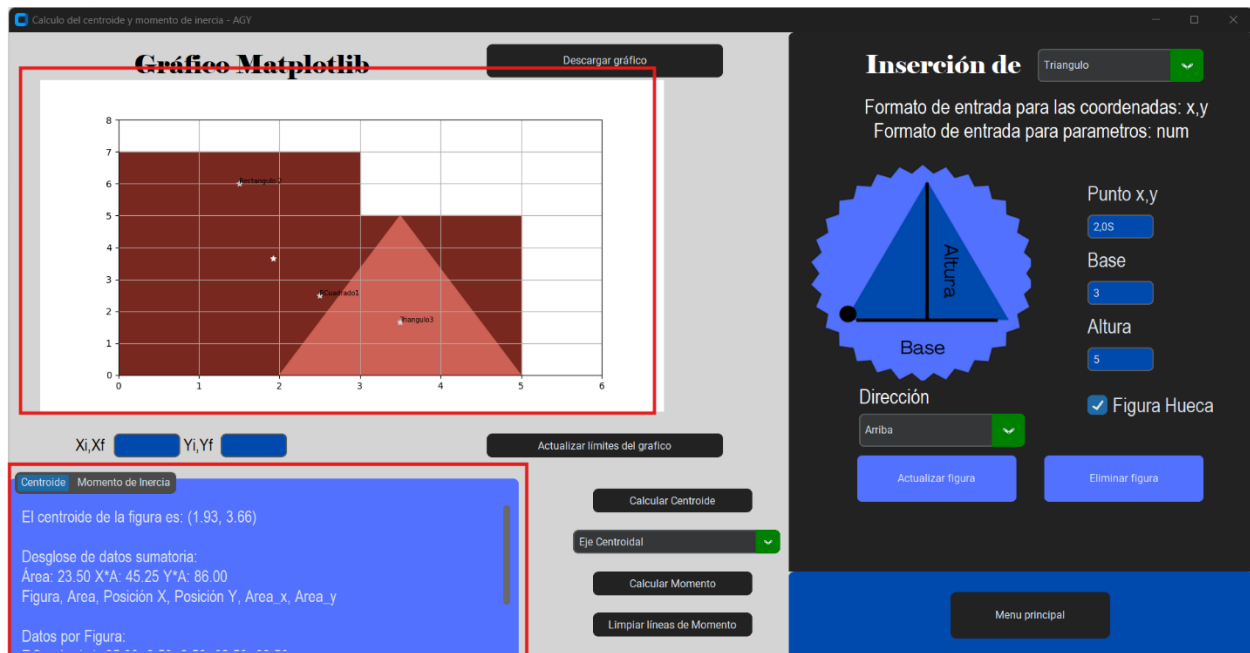 Calculo del centroide y momento de inercia - AGY
Gráfico Matplotlib
Descargar gráfico
8
7
6
5
4
3
2
1
0
0 1 2 3 4 5 6
Rectangulo 2
RCuadrado1
Triangulo3
Xi,Xf
Yi,Yf
Actualizar límites del grafico
Centroide Momento de Inercia
El centroide de la figura es: (1.93, 3.66)
Desglose de datos sumatoria:
Área: 23.50 X*A: 45.25 Y*A: 86.00
Figura, Area, Posición X, Posición Y, Area_x, Area_y
Datos por Figura:
Calcular Centroide
Eje Centroidal
Calcular Momento
Limpiar líneas de Momento
Inserción de
Triangulo
Formato de entrada para las coordenadas: x,y
Formato de entrada para parametros: num
Altura
Base
Punto x,y
2,0S
Base
3
Altura
5
Dirección
Arriba
Figura Hueca
Actualizar figura
Eliminar figura
Menu principal